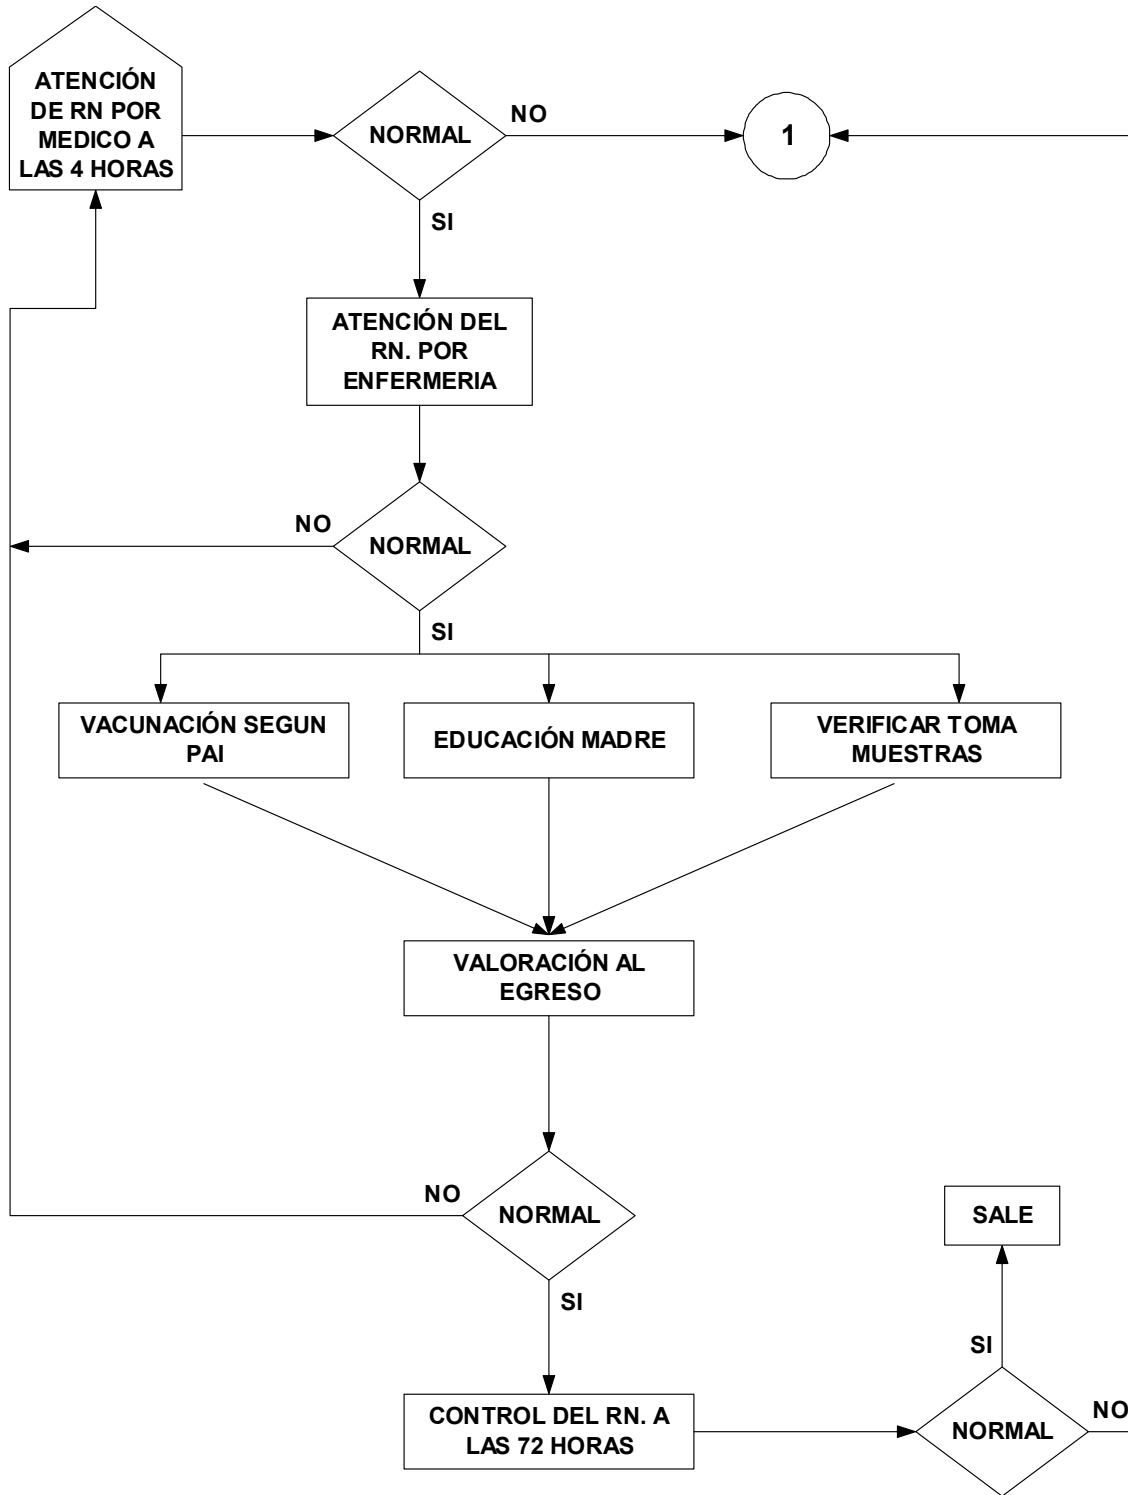 ATENCIÓN
DE RN POR
MEDICO A
LAS 4 HORAS
NORMAL
NO
1
SI
ATENCIÓN DEL
RN. POR
ENFERMERIA
NO
NORMAL
SI
VACUNACIÓN SEGUN
PAI
EDUCACIÓN MADRE
VERIFICAR TOMA
MUESTRAS
VALORACIÓN AL
EGRESO
NO
NORMAL
SI
SALE
SI
CONTROL DEL RN. A
LAS 72 HORAS
NORMAL
NO